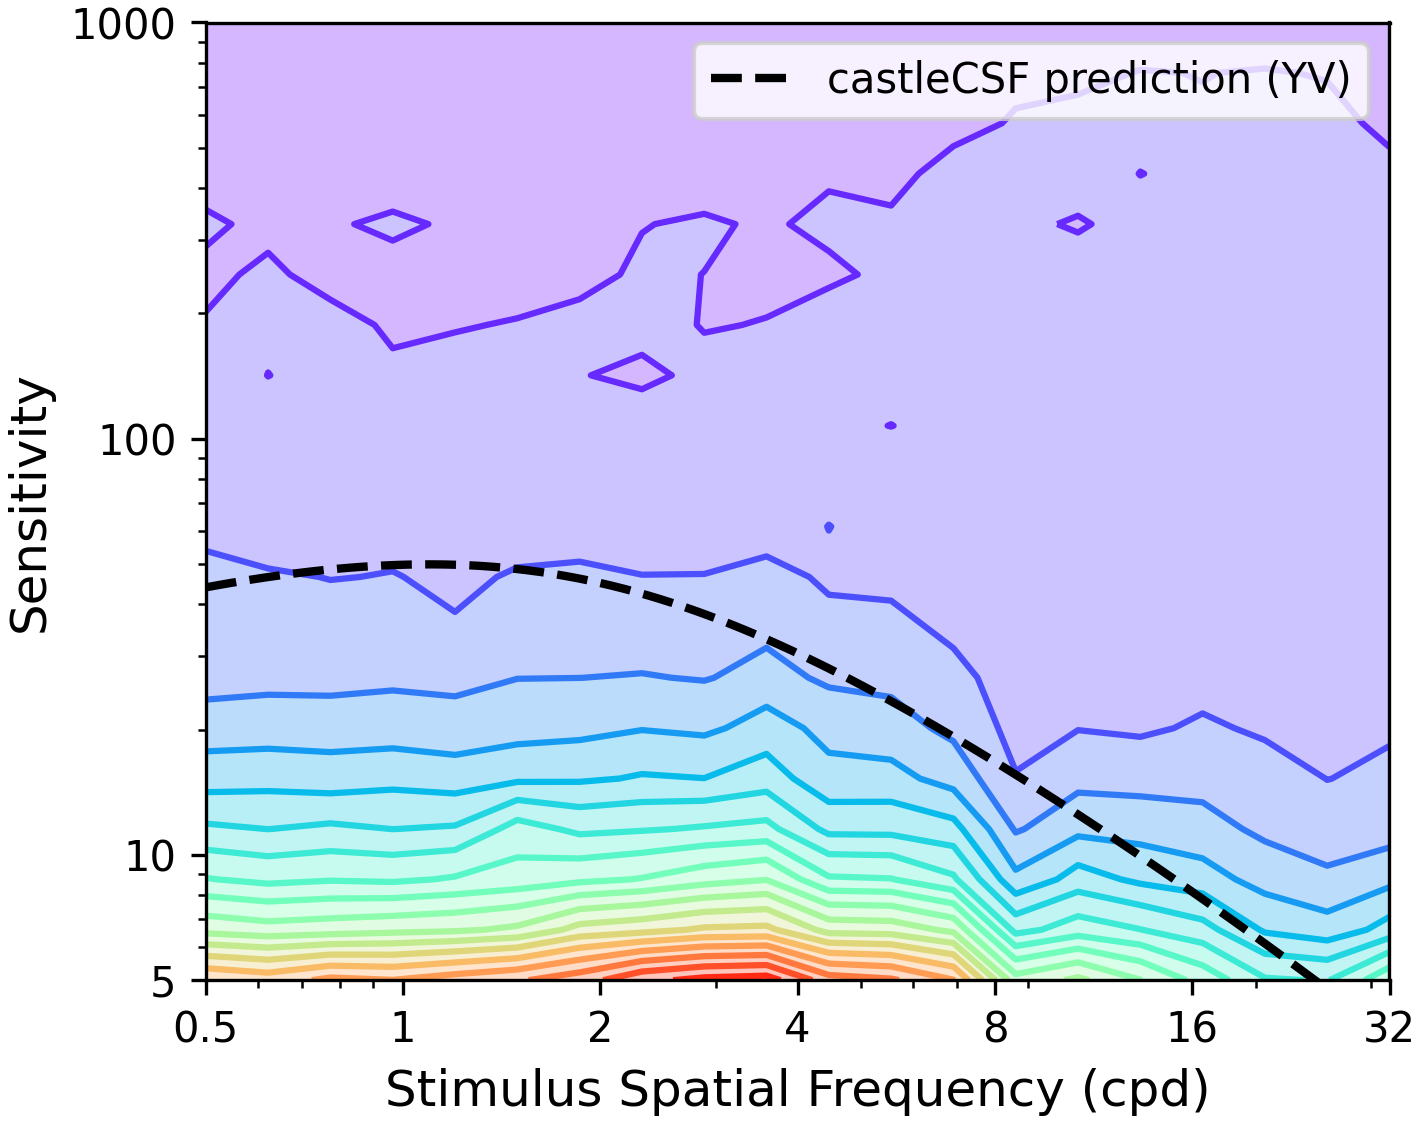 1000
castleCSF prediction (YV)
100
10
5
Sensitivity
0.5 1 2 4 8 16 32
Stimulus Spatial Frequency (cpd)